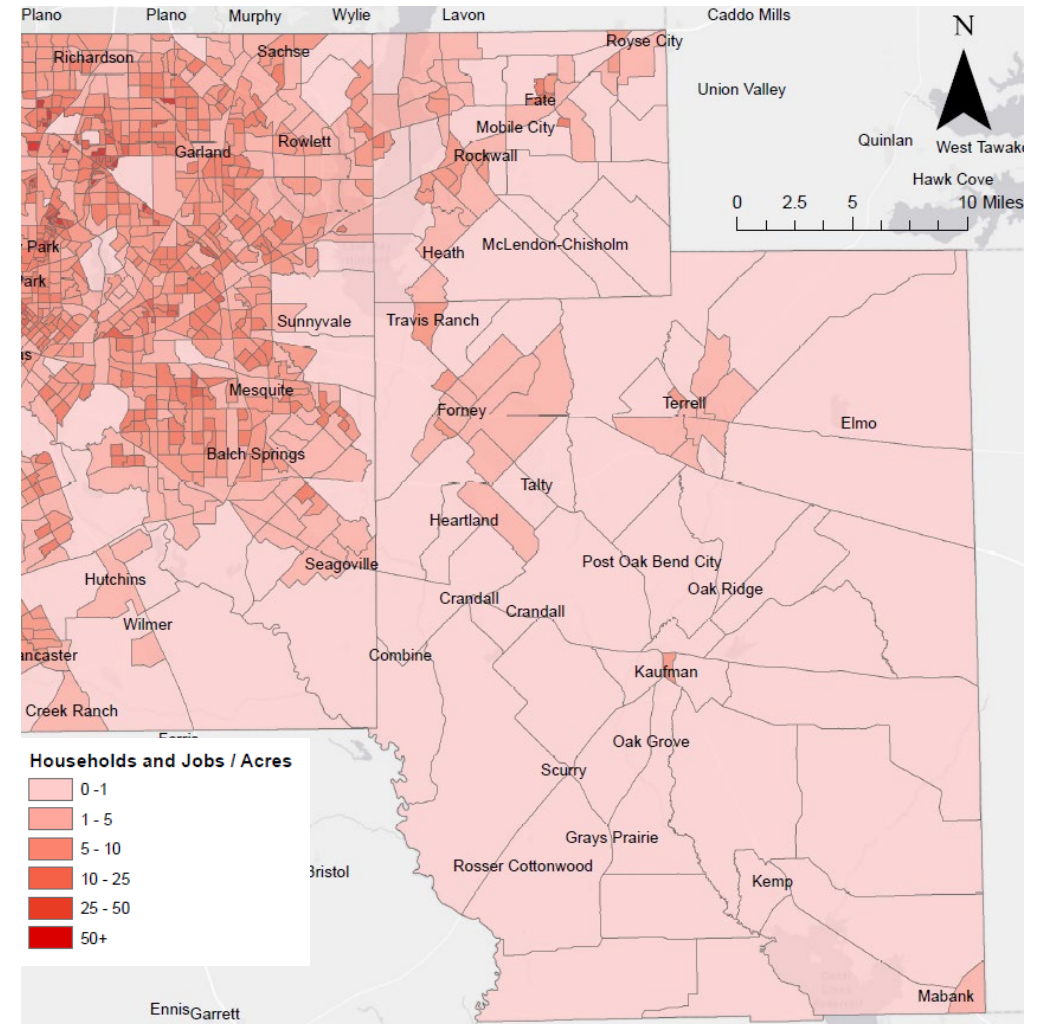 Plano
Plano
Murphy
Wylie
Lavon
Caddo Mills
N
Royse City
Richardson
Sachse
Union Valley
Fate
Mobile City
Quinlan
West Tawako
Garland
Rowlett
Rockwall
Hawk Cove
0 2.5 5 10 Miles
Park
Heath
McLendon-Chisholm
Park
Sunnyvale
Travis Ranch
as
Mesquite
Forney
Terrell
Elmo
Balch Springs
Talty
Heartland
Seagoville
Post Oak Bend City
Hutchins
Oak Ridge
Crandall
Crandall
Wilmer
ancaster
Combine
Kaufman
Creek Ranch
Ferris
Oak Grove
Households and Jobs / Acres
0 -1
1 - 5
5 - 10
10 - 25
25 - 50
50+
Scurry
Grays Prairie
Rosser Cottonwood
Bristol
Kemp
Mabank
Ennis
Garrett